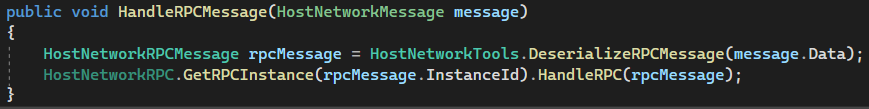 public void HandleRPCMessage(HostNetworkMessage message)
{
HostNetworkRPCMessage rpcMessage = HostNetworkTools.DeserializeRPCMessage(message.Data);
HostNetworkRPC.GetRPCInstance(rpcMessage.InstanceId).HandleRPC(rpcMessage);
}